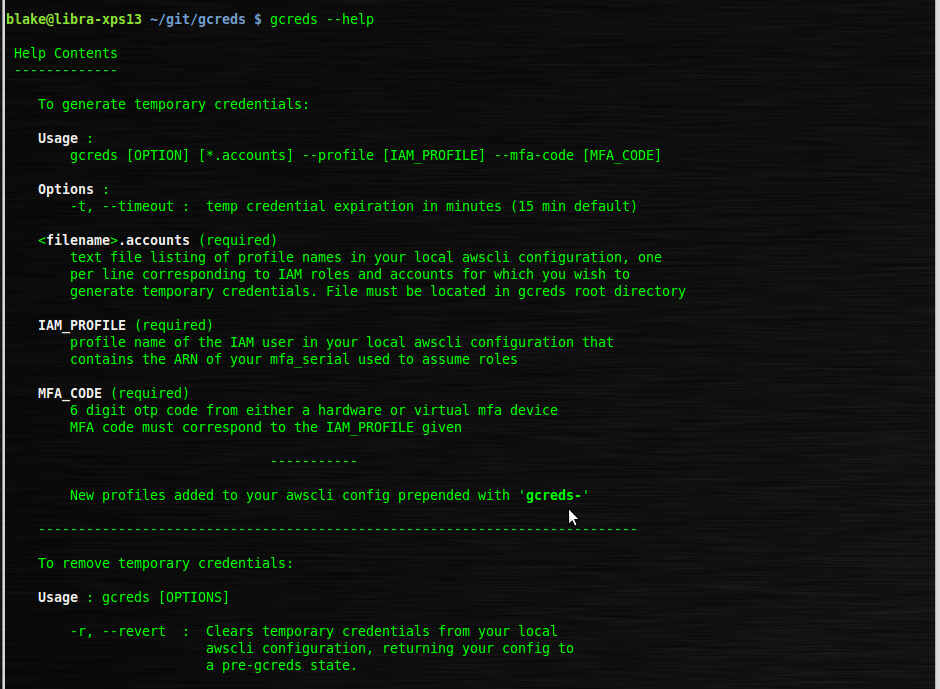 blake@libra-xps13 ~/git/gcreds $ gcreds --help
Help Contents
-------------
To generate temporary credentials:
Usage :
gcreds [OPTION] [*.accounts] --profile [IAM_PROFILE] --mfa-code [MFA_CODE]
Options :
-t, --timeout :  temp credential expiration in minutes (15 min default)
<filename>.accounts (required)
text file listing of profile names in your local awscli configuration, one
per line corresponding to IAM roles and accounts for which you wish to
generate temporary credentials. File must be located in gcreds root directory
IAM_PROFILE (required)
profile name of the IAM user in your local awscli configuration that
contains the ARN of your mfa_serial used to assume roles
MFA_CODE (required)
6 digit otp code from either a hardware or virtual mfa device
MFA code must correspond to the IAM_PROFILE given
-----------
New profiles added to your awscli config prepended with 'gcreds-'
---------------------------------------------------------------------------
To remove temporary credentials:
Usage : gcreds [OPTIONS]
-r, --revert  :  Clears temporary credentials from your local
awscli configuration, returning your config to
a pre-gcreds state.